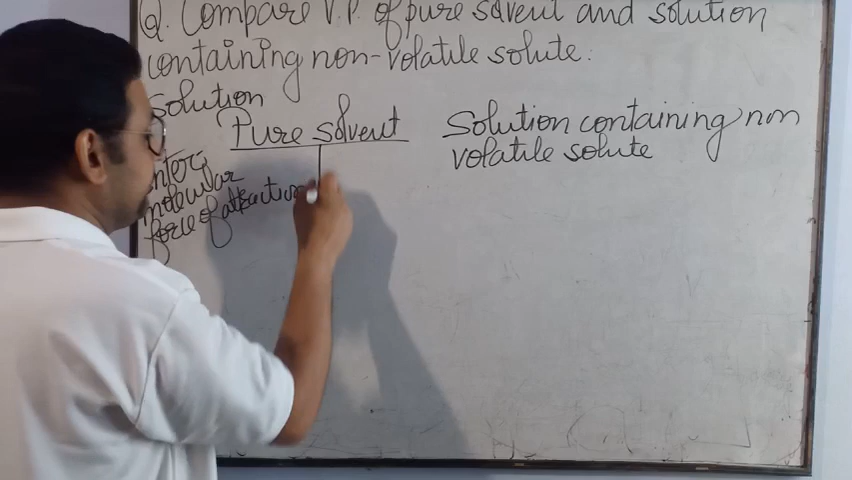 Q. Compare V.P. of pure solvent and solution
containing non-volatile solute.
Solution
Pure solvent
Solution containing non
volatile solute
Inter
molecular
force of attraction